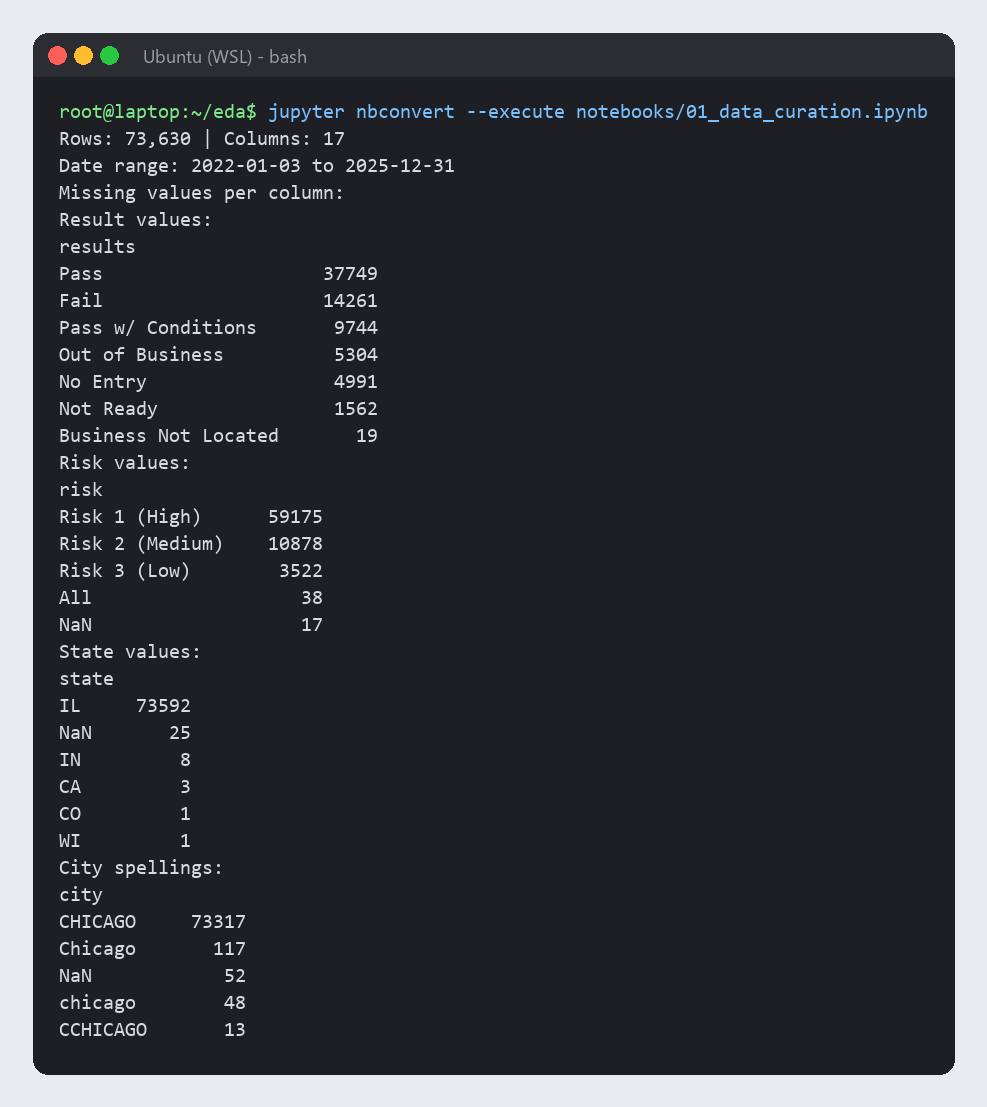 Ubuntu (WSL) - bash
root@laptop:~/eda$ jupyter nbconvert --execute notebooks/01_data_curation.ipynb
Rows: 73,630 | Columns: 17
Date range: 2022-01-03 to 2025-12-31
Missing values per column:
Result values:
results
Pass                    37749
Fail                    14261
Pass w/ Conditions       9744
Out of Business          5304
No Entry                 4991
Not Ready                1562
Business Not Located       19
Risk values:
risk
Risk 1 (High)      59175
Risk 2 (Medium)    10878
Risk 3 (Low)        3522
All                   38
NaN                   17
State values:
state
IL     73592
NaN       25
IN         8
CA         3
CO         1
WI         1
City spellings:
city
CHICAGO     73317
Chicago       117
NaN            52
chicago        48
CCHICAGO       13